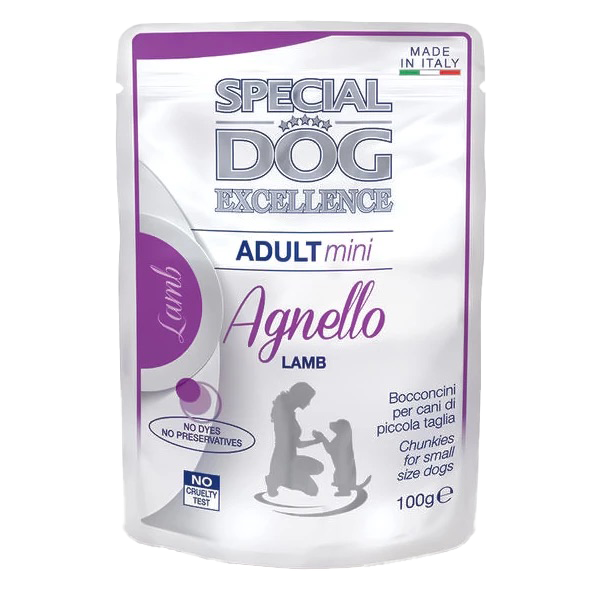 MADE
IN ITALY
SPECIAL
DOG
EXCELLENCE
ADULT mini
Lamb
Agnello
LAMB
Bocconcini
per cani di
piccola taglia
NO DYES
NO PRESERVATIVES
Chunkies
for small
size dogs
NO
CRUELTY
TEST
100g e